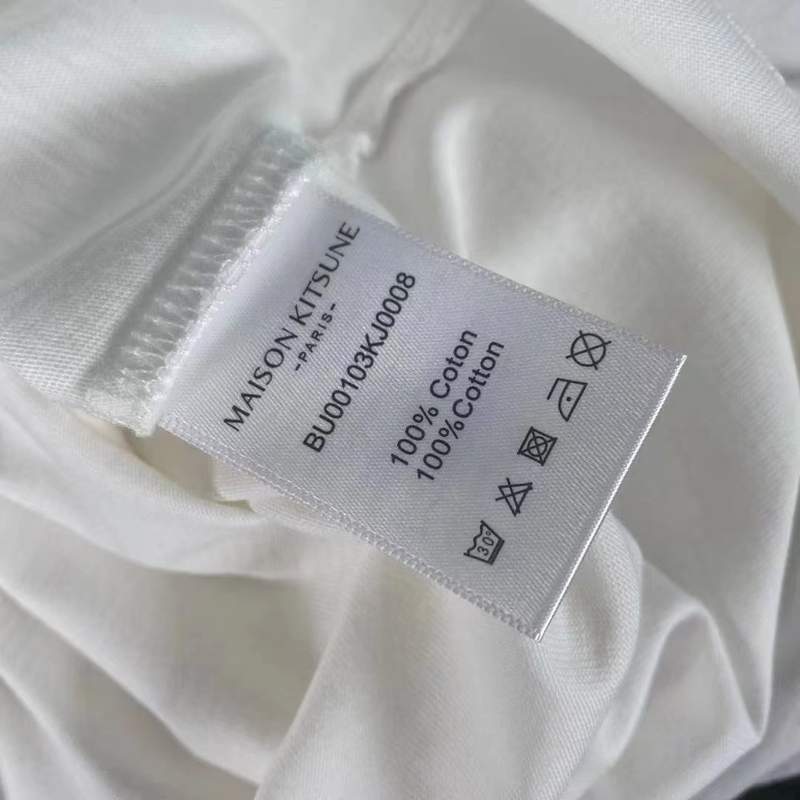 MAISON KITSUNE
-PARIS-
BU00103KJ0008
100% Coton
100%Cotton
30°